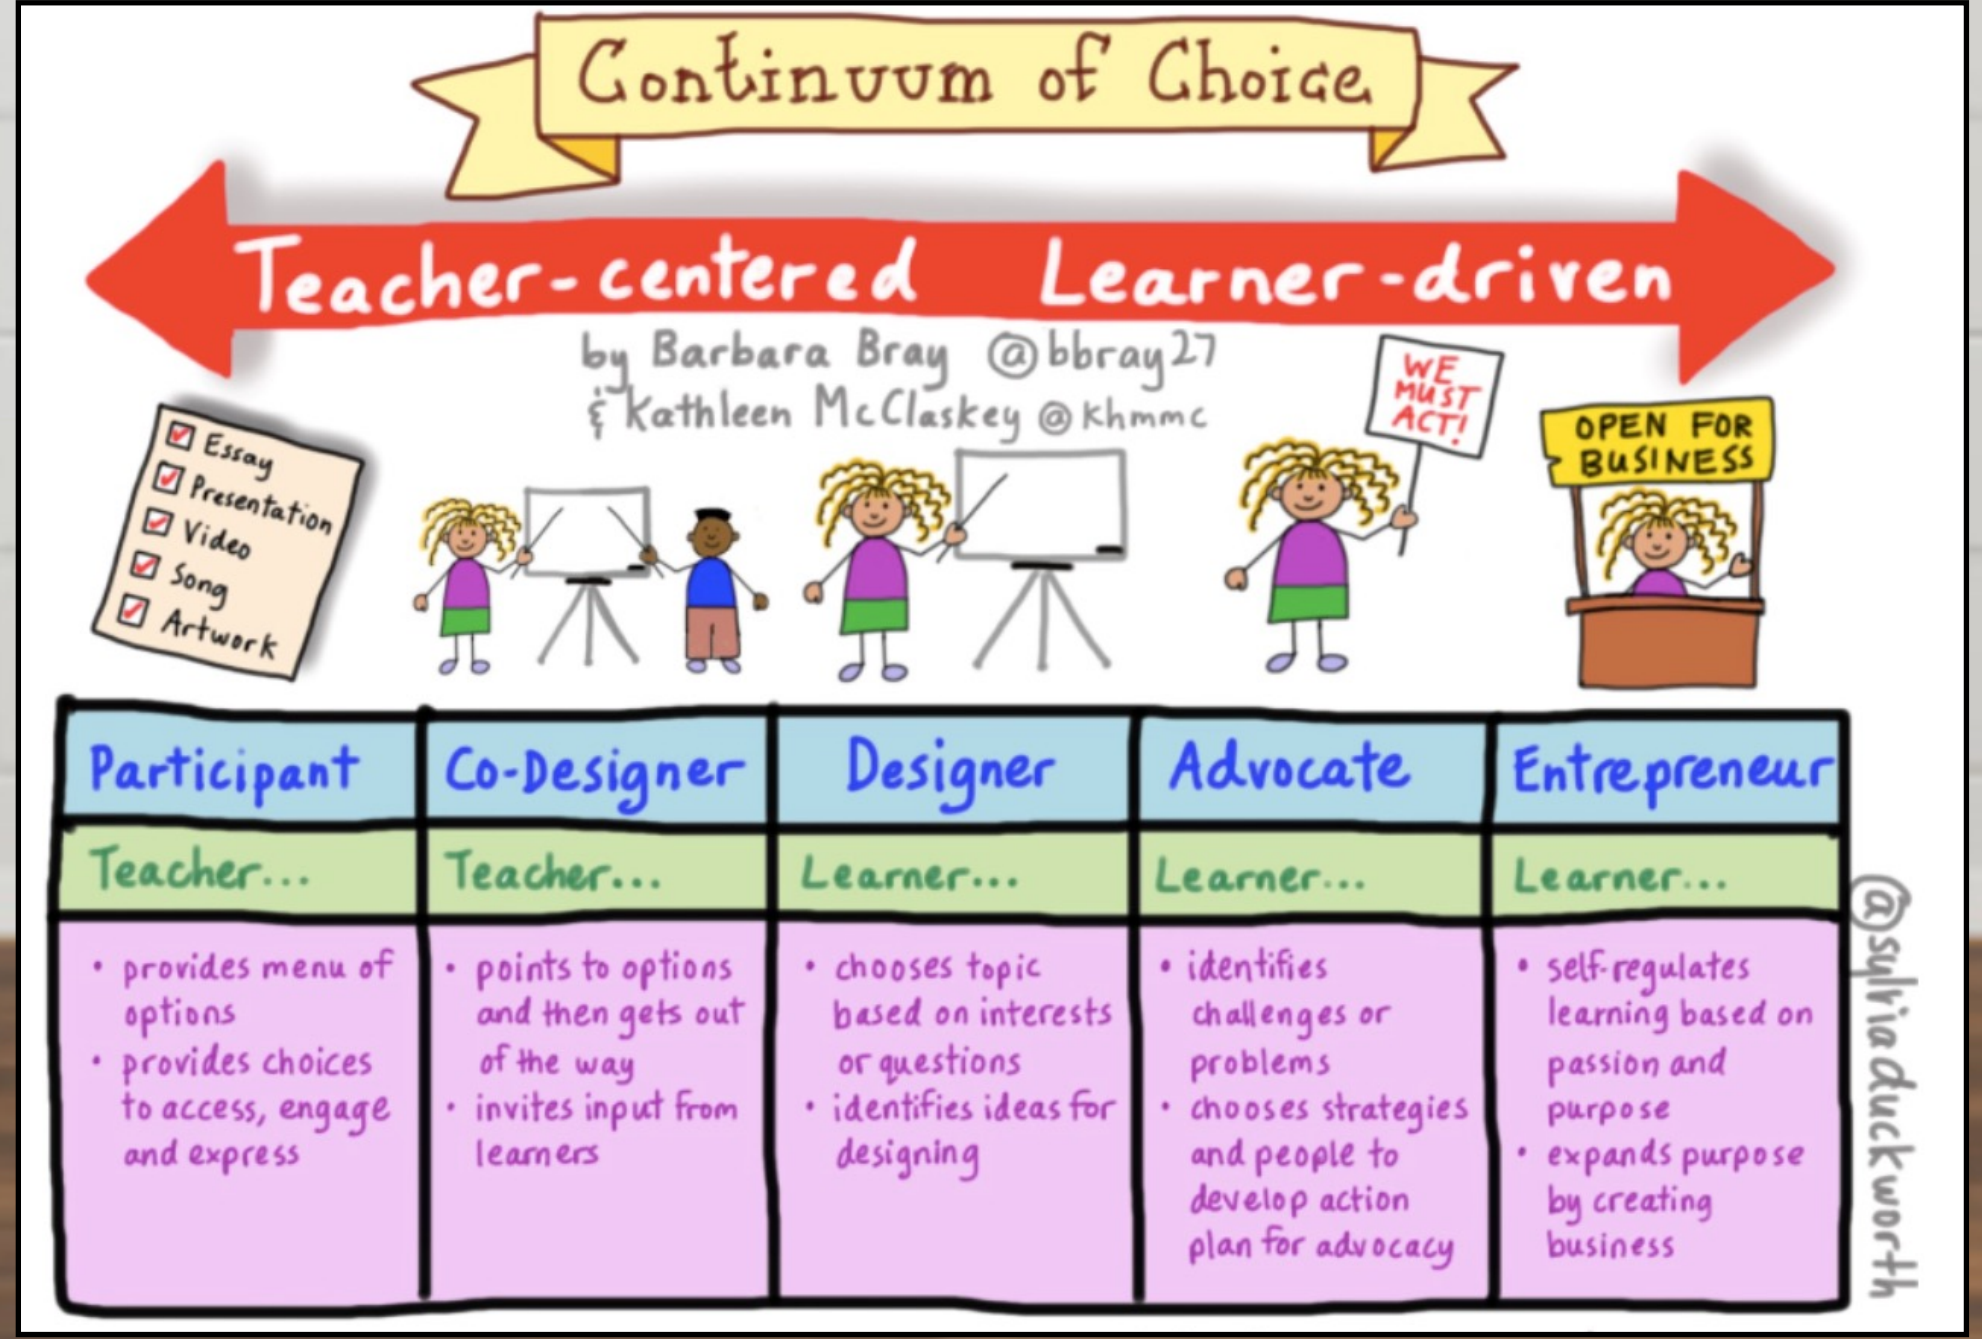 Continuum of Choice
Teacher-centered Learner-driven
by Barbara Bray @bbray27
& Kathleen McClaskey @khmmc
Essay
Presentation
Video
Song
Artwork
WE
MUST
ACT!
OPEN FOR
BUSINESS
Participant
Teacher...
• provides menu of
options
• provides choices
to access, engage
and express
Co-Designer
Teacher...
• points to options
and then gets out
of the way
• invites input from
learners
Designer
Learner...
• chooses topic
based on interests
or questions
• identifies ideas for
designing
Advocate
Learner...
• identifies
challenges or
problems
• chooses strategies
and people to
develop action
plan for advocacy
Entrepreneur
Learner...
• self-regulates
learning based on
passion and
purpose
• expands purpose
by creating
business
@sylviaduckworth